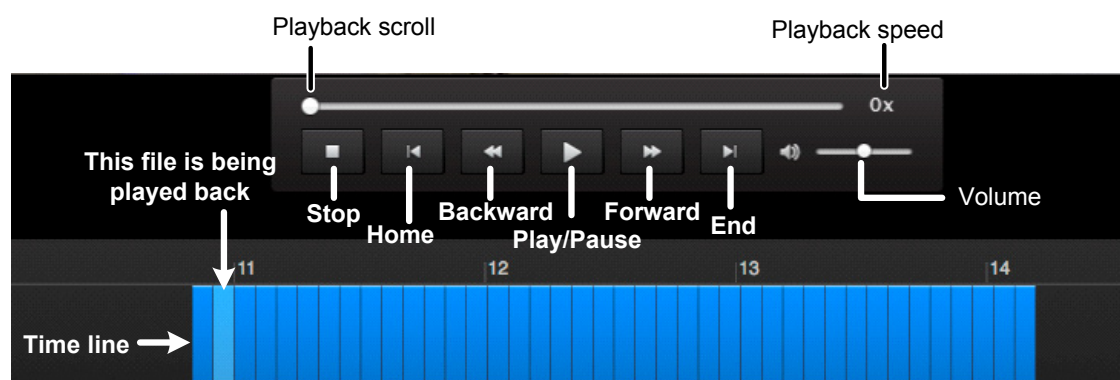 Playback scroll
Playback speed
0x
This file is being
played back
Stop
Home
Backward
Play/Pause
Forward
End
Volume
11
12
13
14
Time line